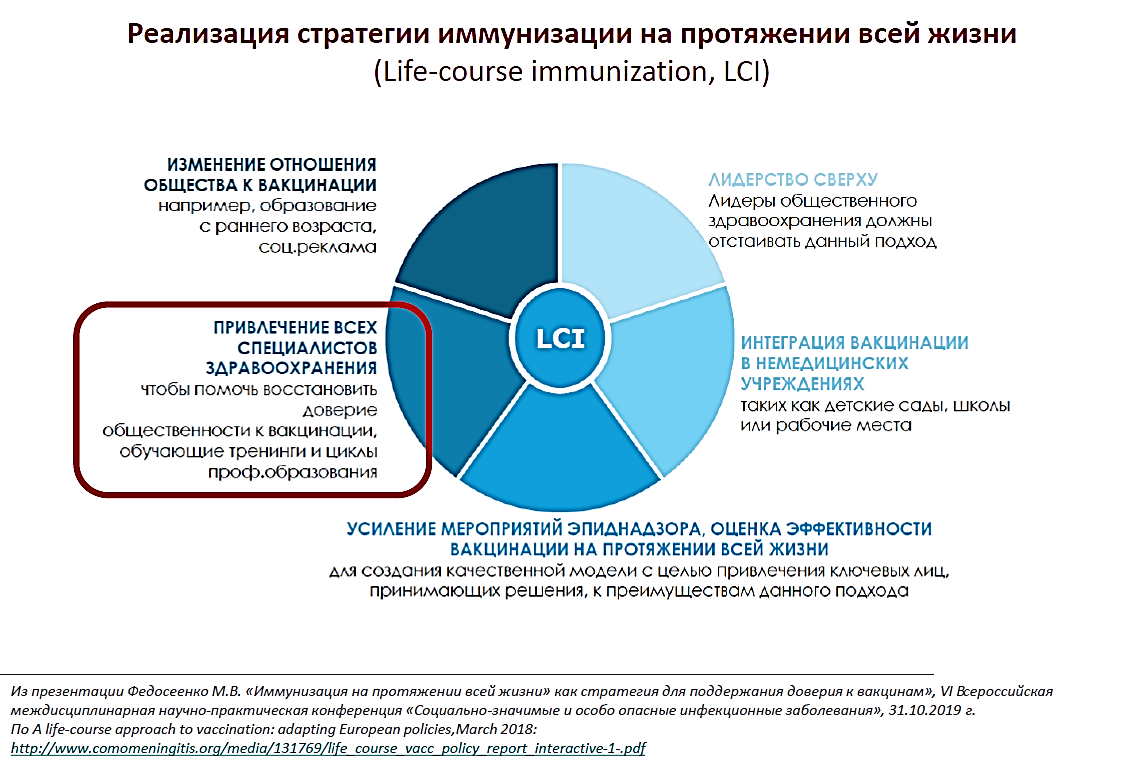 Реализация стратегии иммунизации на протяжении всей жизни
(Life-course immunization, LCI)
ИЗМЕНЕНИЕ ОТНОШЕНИЯ
ОБЩЕСТВА К ВАКЦИНАЦИИ
например, образование
с раннего возраста,
соц.реклама
ЛИДЕРСТВО СВЕРХУ
Лидеры общественного
здравоохранения должны
отстаивать данный подход
ПРИВЛЕЧЕНИЕ ВСЕХ
СПЕЦИАЛИСТОВ
ЗДРАВООХРАНЕНИЯ
чтобы помочь восстановить
доверие
общественности к вакцинации,
обучающие тренинги и циклы
проф.образования
LCI
ИНТЕГРАЦИЯ ВАКЦИНАЦИИ
В НЕМЕДИЦИНСКИХ
УЧРЕЖДЕНИЯХ
таких как детские сады, школы
или рабочие места
УСИЛЕНИЕ МЕРОПРИЯТИЙ ЭПИДНАДЗОРА, ОЦЕНКА ЭФФЕКТИВНОСТИ
ВАКЦИНАЦИИ НА ПРОТЯЖЕНИИ ВСЕЙ ЖИЗНИ
для создания качественной модели с целью привлечения ключевых лиц,
принимающих решения, к преимуществам данного подхода
Из презентации Федосеенко М.В. «Иммунизация на протяжении всей жизни» как стратегия для поддержания доверия к вакцинам», VI Всероссийская
междисциплинарная научно-практическая конференция «Социально-значимые и особо опасные инфекционные заболевания», 31.10.2019 г.
По A life-course approach to vaccination: adapting European policies,March 2018:
http://www.comomeningitis.org/media/131769/life_course_vacc_policy_report_interactive-1-.pdf